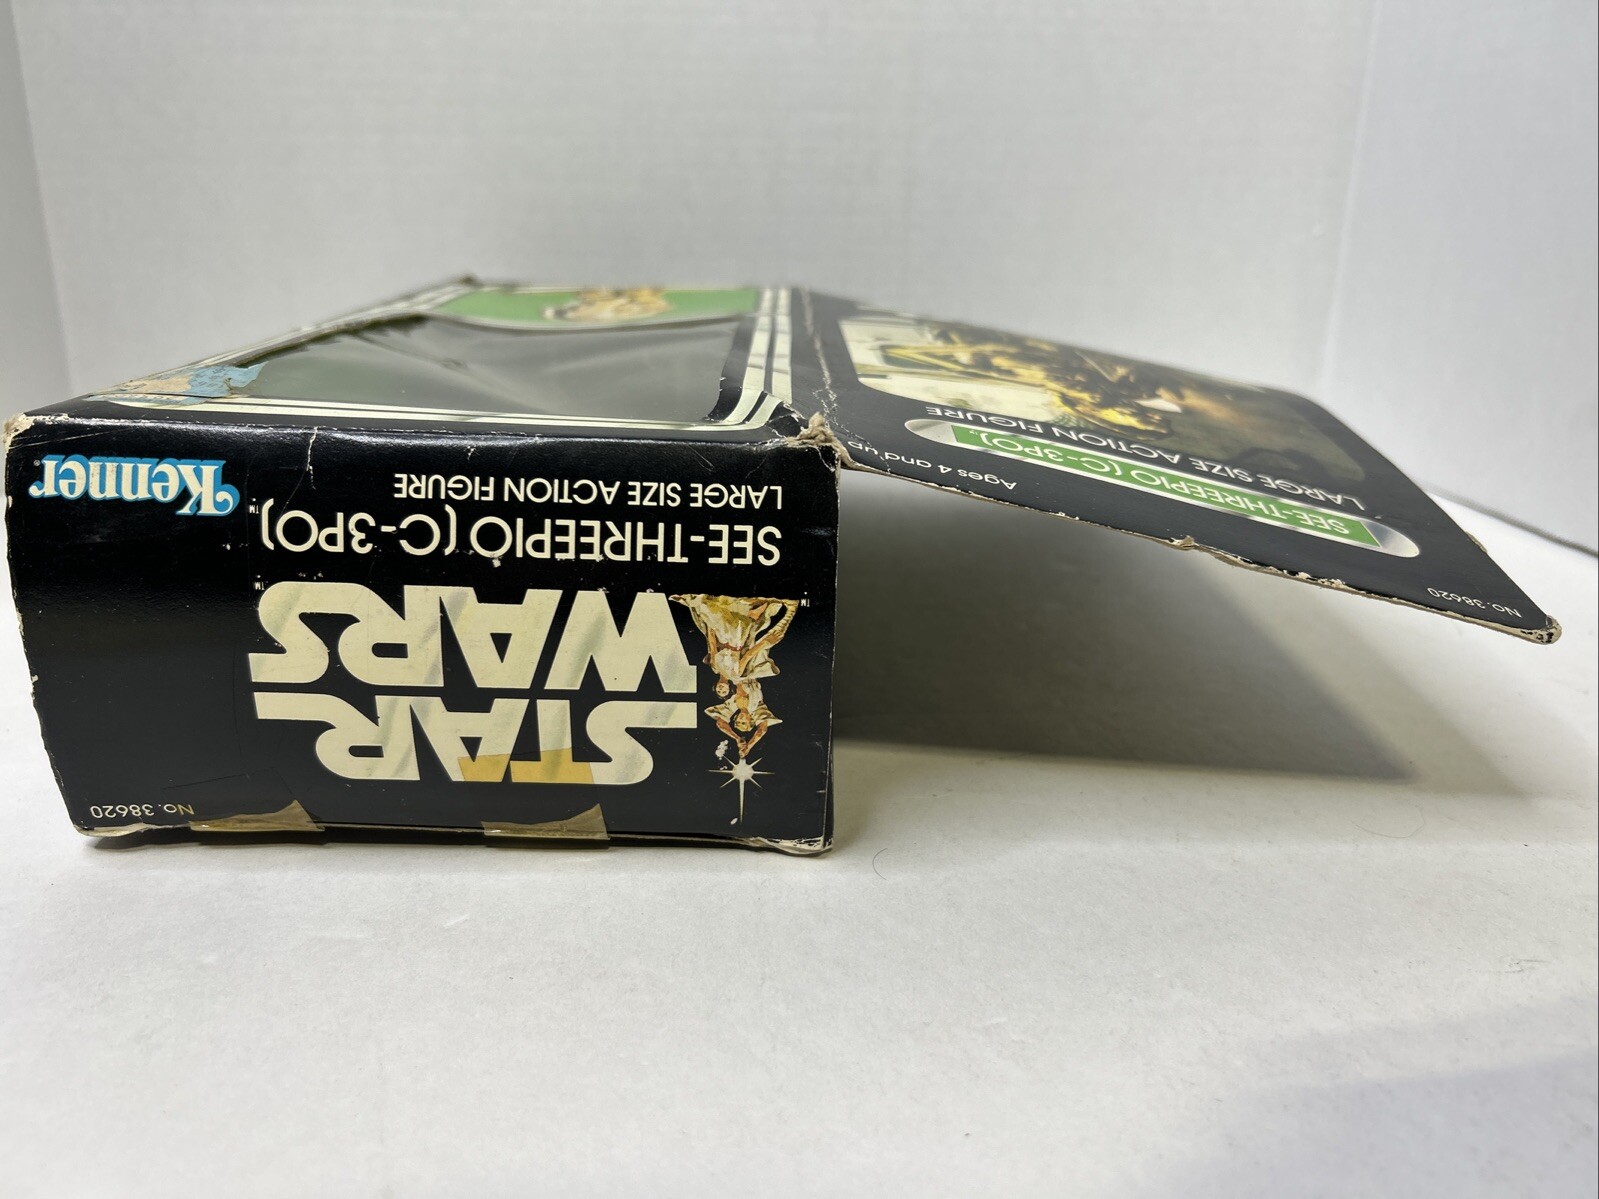 No. 38620
STAR
WARS
™
™
SEE-THREEPIO (C-3PO)
™
LARGE SIZE ACTION FIGURE
Kenner
No. 38620
Ages 4 and up
SEE-THREEPIO (C-3PO)™
LARGE SIZE ACTION FIGURE